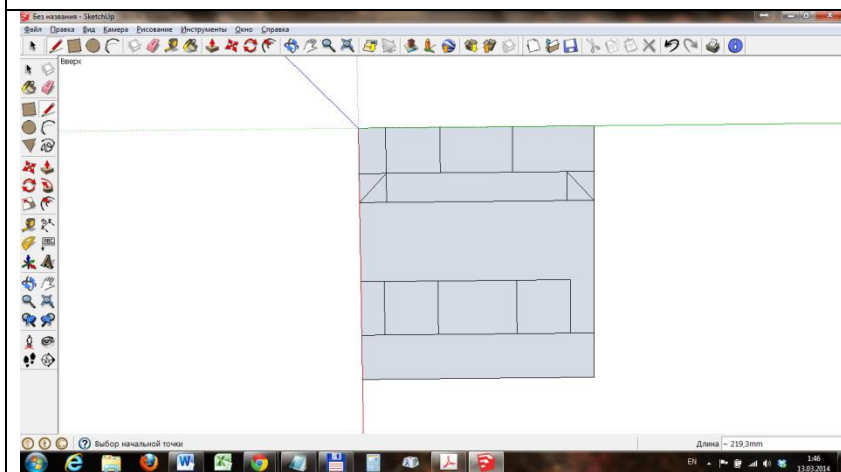 Без названия - SketchUp
Файл Правка Вид Камера Рисование Инструменты Окно Справка
Вверх
Выбор начальной точки
Длина ~ 219,3mm
EN
1:46
13.03.2014